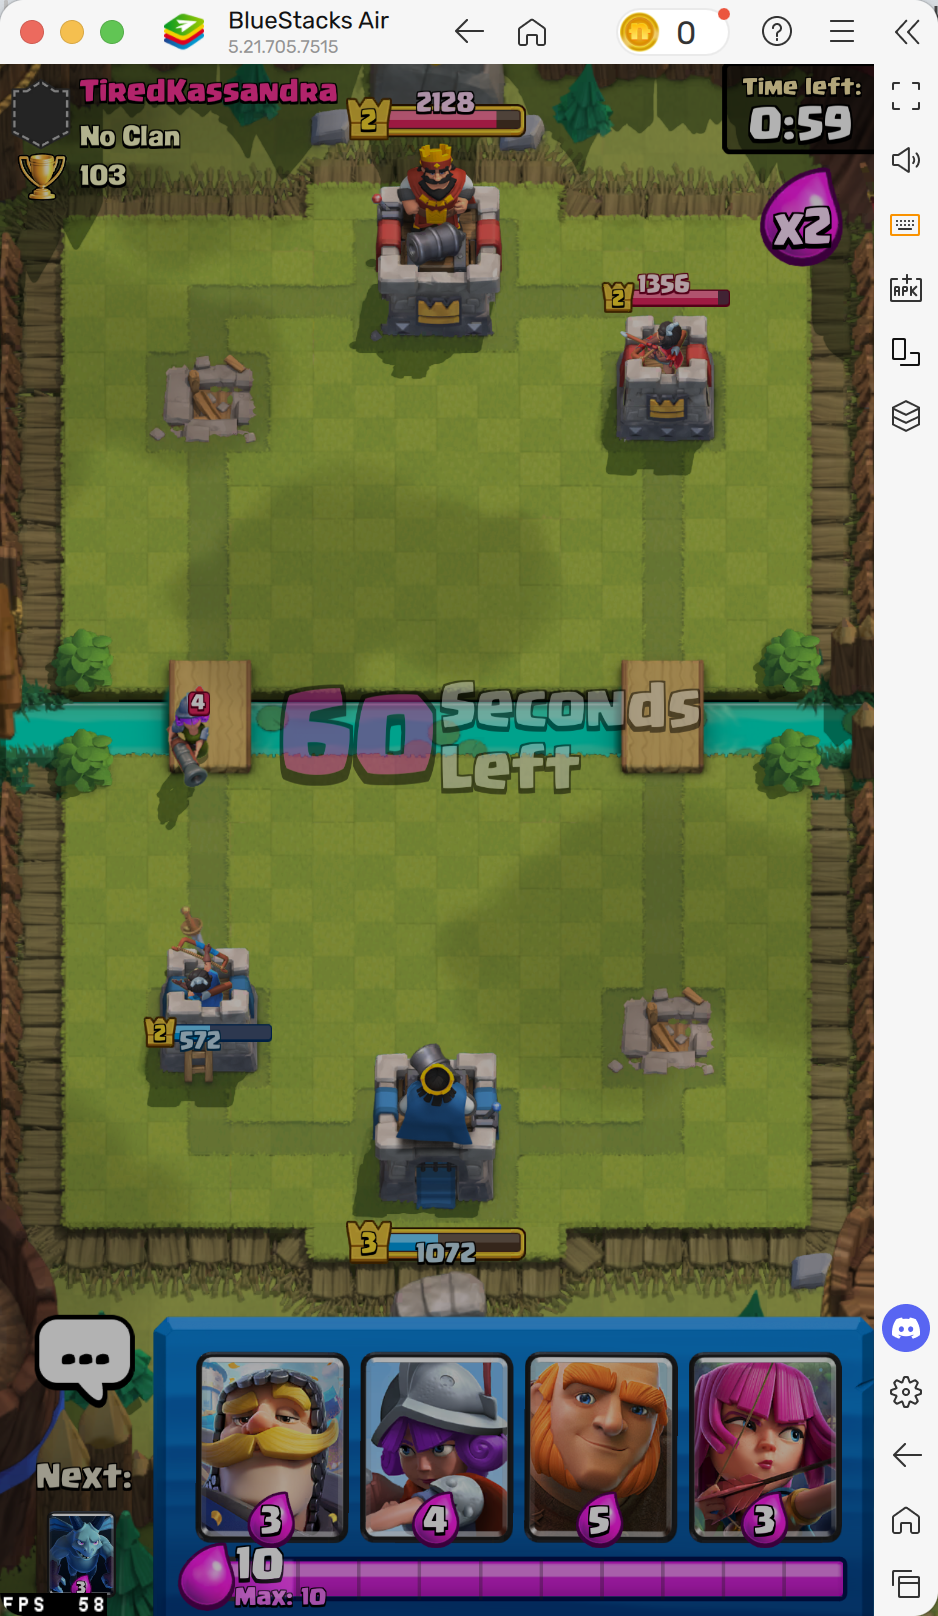 BlueStacks Air
5.21.705.7515
0
TiredKassandra
No Clan
103
2
2128
Time left:
0:59
x2
2
1356
APK
4
60 Seconds Left
2
572
3
1072
...
Next:
3
3
4
5
3
10
Max: 10
FPS 58